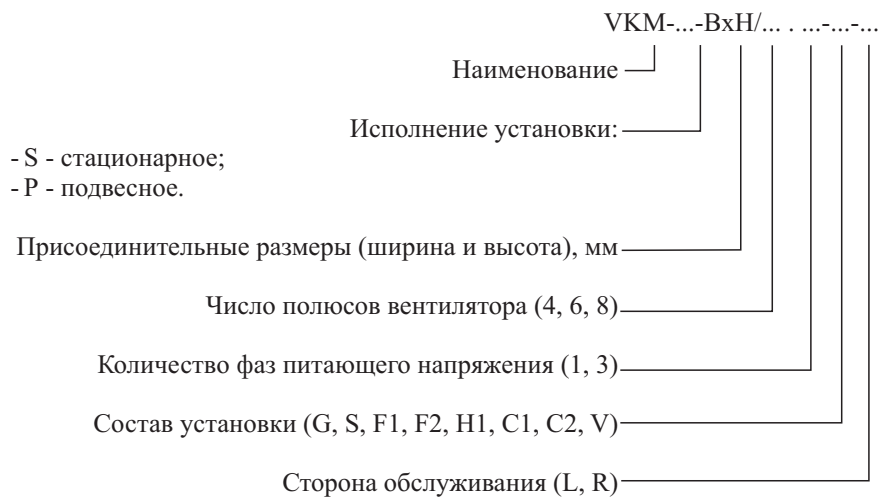 VKM-...-BxH/... . ...-...-...
Наименование
Исполнение установки:
- S - стационарное;
- P - подвесное.
Присоединительные размеры (ширина и высота), мм
Число полюсов вентилятора (4, 6, 8)
Количество фаз питающего напряжения (1, 3)
Состав установки (G, S, F1, F2, H1, C1, C2, V)
Сторона обслуживания (L, R)